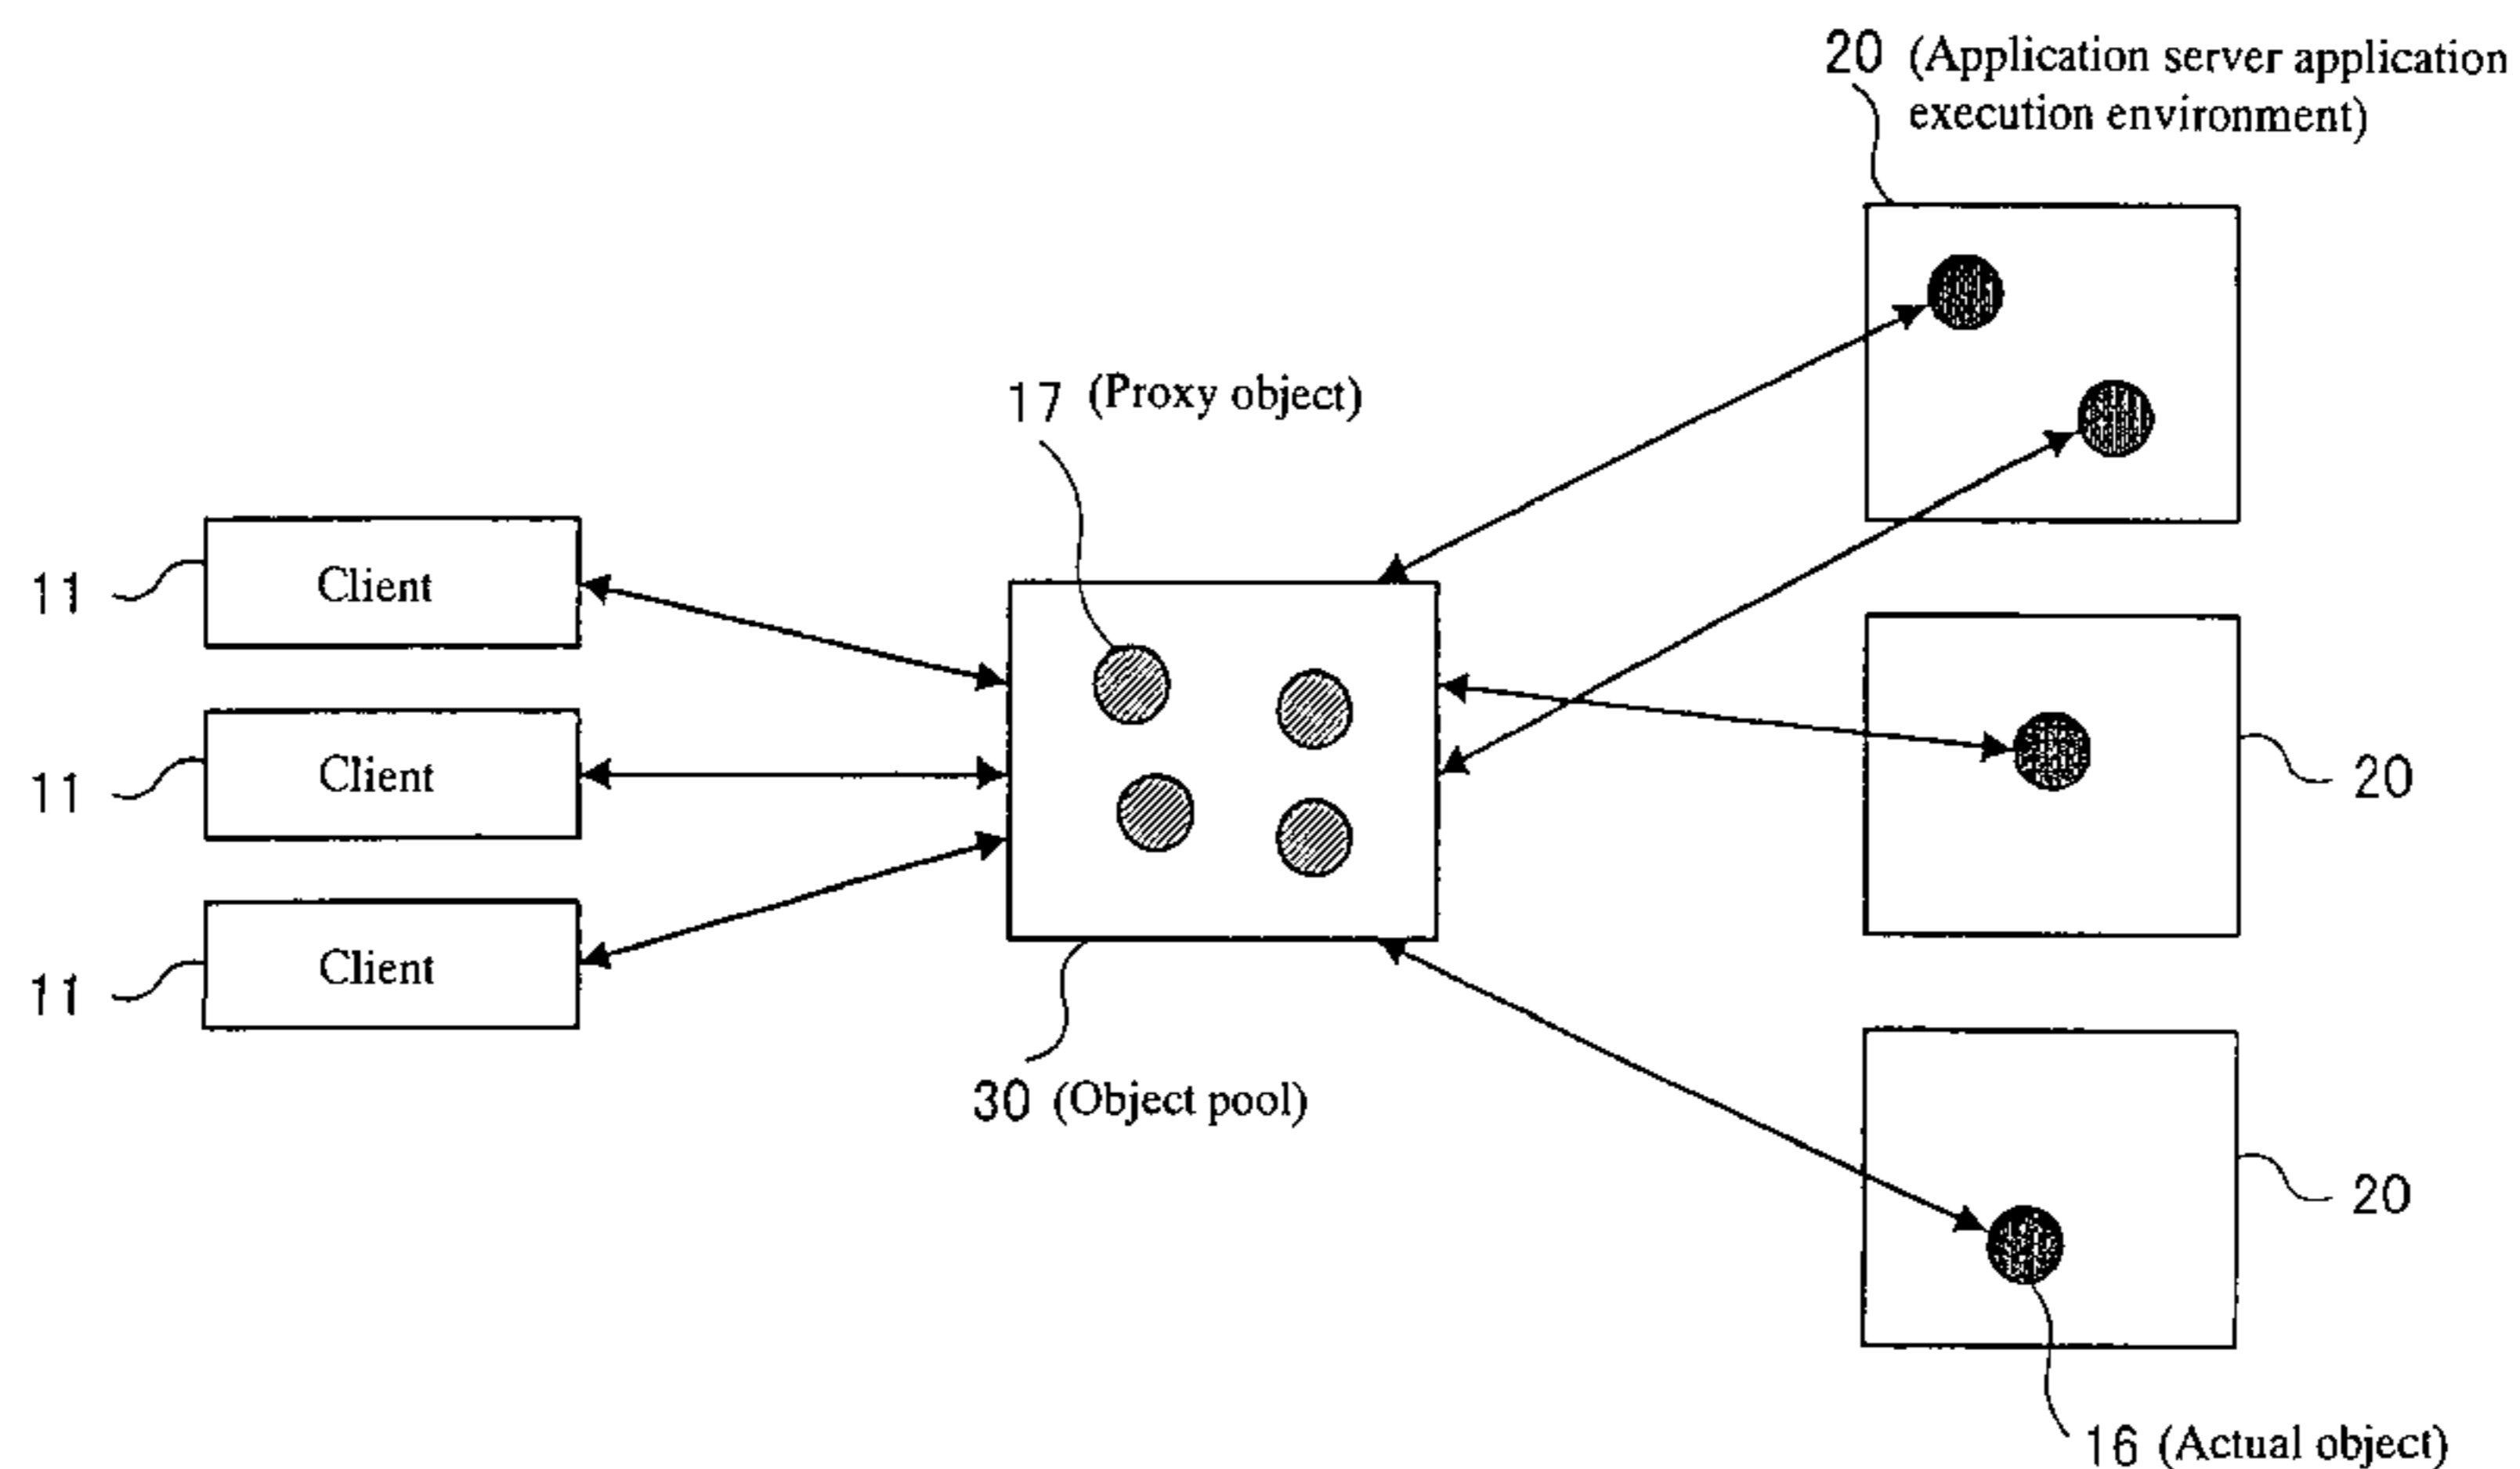 20 (Application server application
execution environment)
17 (Proxy object)
11 Client
11 Client
20
11 Client
30 (Object pool)
20
16 (Actual object)